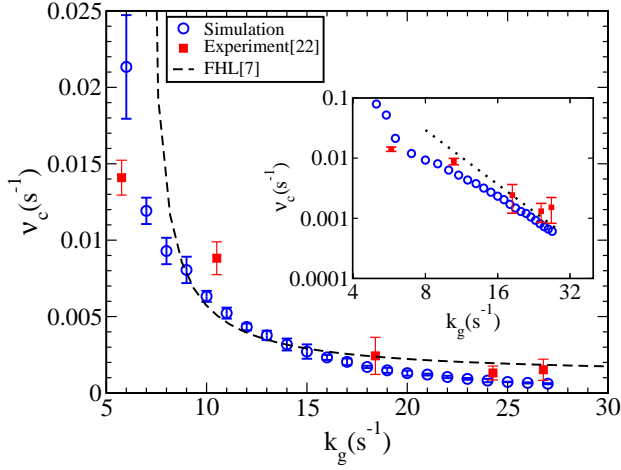 0.025
0.02
0.015
0.01
0.005
0
5
10
15
20
25
30
ν_c(s⁻¹)
k_g(s⁻¹)
Simulation
Experiment[22]
FHL[7]
0.1
0.01
0.001
0.0001
4
8
16
32
ν_c(s⁻¹)
k_g(s⁻¹)